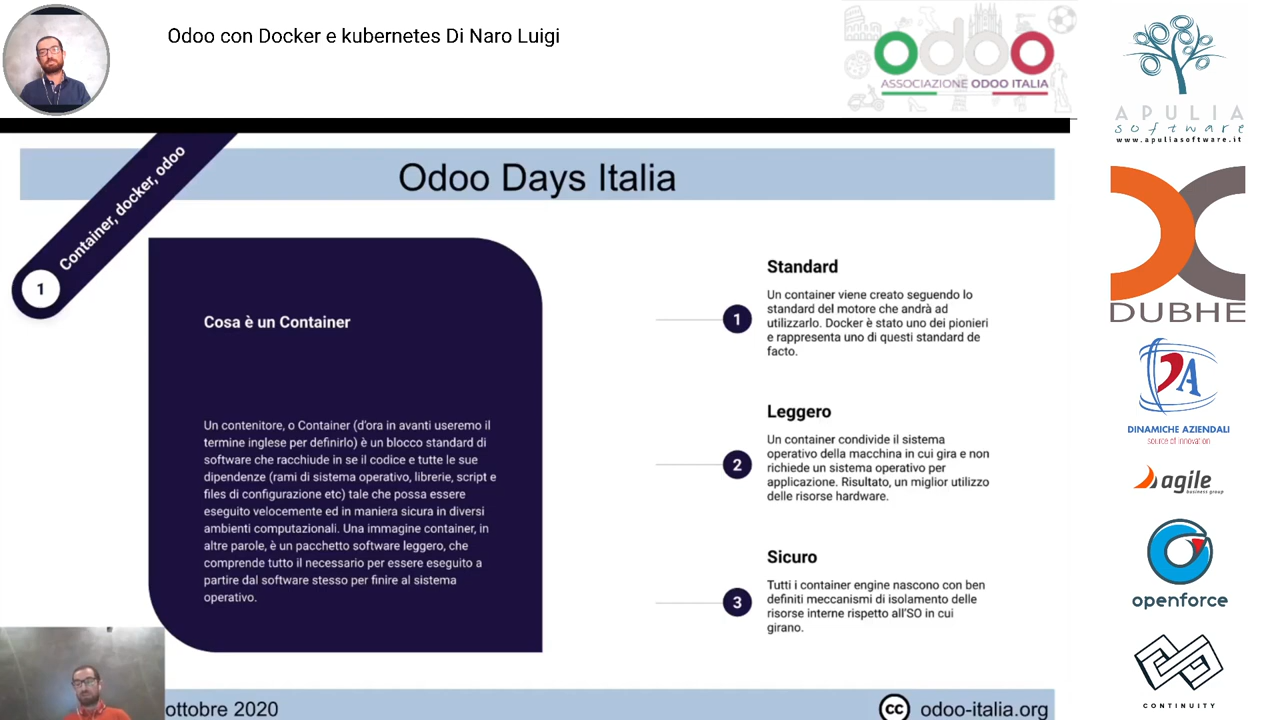 Odoo con Docker e kubernetes Di Naro Luigi
odoo
ASSOCIAZIONE ODOO ITALIA
APULIA
software
www.apuliasoftware.it
Odoo Days Italia
Container, docker, odoo
1
Cosa è un Container
Un contenitore, o Container (d'ora in avanti useremo il
termine inglese per definirlo) è un blocco standard di
software che racchiude in se il codice e tutte le sue
dipendenze (rami di sistema operativo, librerie, script e
files di configurazione etc) tale che possa essere
eseguito velocemente ed in maniera sicura in diversi
ambienti computazionali. Una immagine container, in
altre parole, è un pacchetto software leggero, che
comprende tutto il necessario per essere eseguito a
partire dal software stesso per finire al sistema
operativo.
Standard
1
Un container viene creato seguendo lo
standard del motore che andrà ad
utilizzarlo. Docker è stato uno dei pionieri
e rappresenta uno di questi standard de
facto.
Leggero
2
Un container condivide il sistema
operativo della macchina in cui gira e non
richiede un sistema operativo per
applicazione. Risultato, un miglior utilizzo
delle risorse hardware.
Sicuro
3
Tutti i container engine nascono con ben
definiti meccanismi di isolamento delle
risorse interne rispetto all'SO in cui
girano.
DUBHE
DINAMICHE AZIENDALI
source of innovation
agile
business group
openforce
CONTINUITY
ottobre 2020
cc odoo-italia.org